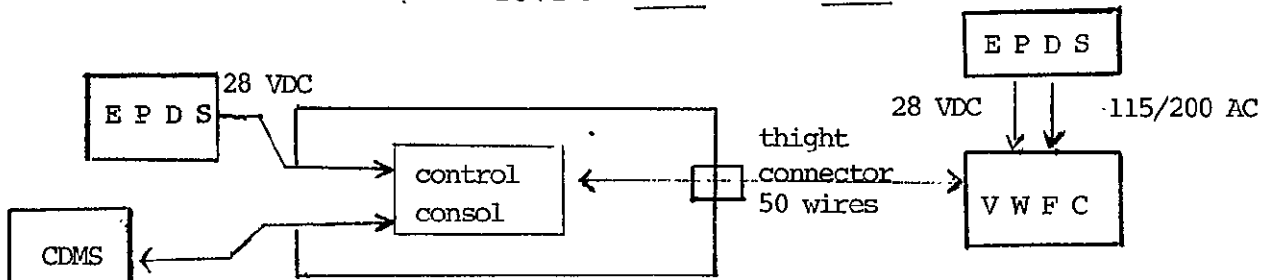 E P D S
28 VDC
E P D S
28 VDC
115/200 AC
thight
control
connector
consol
50 wires
V W F C
CDMS